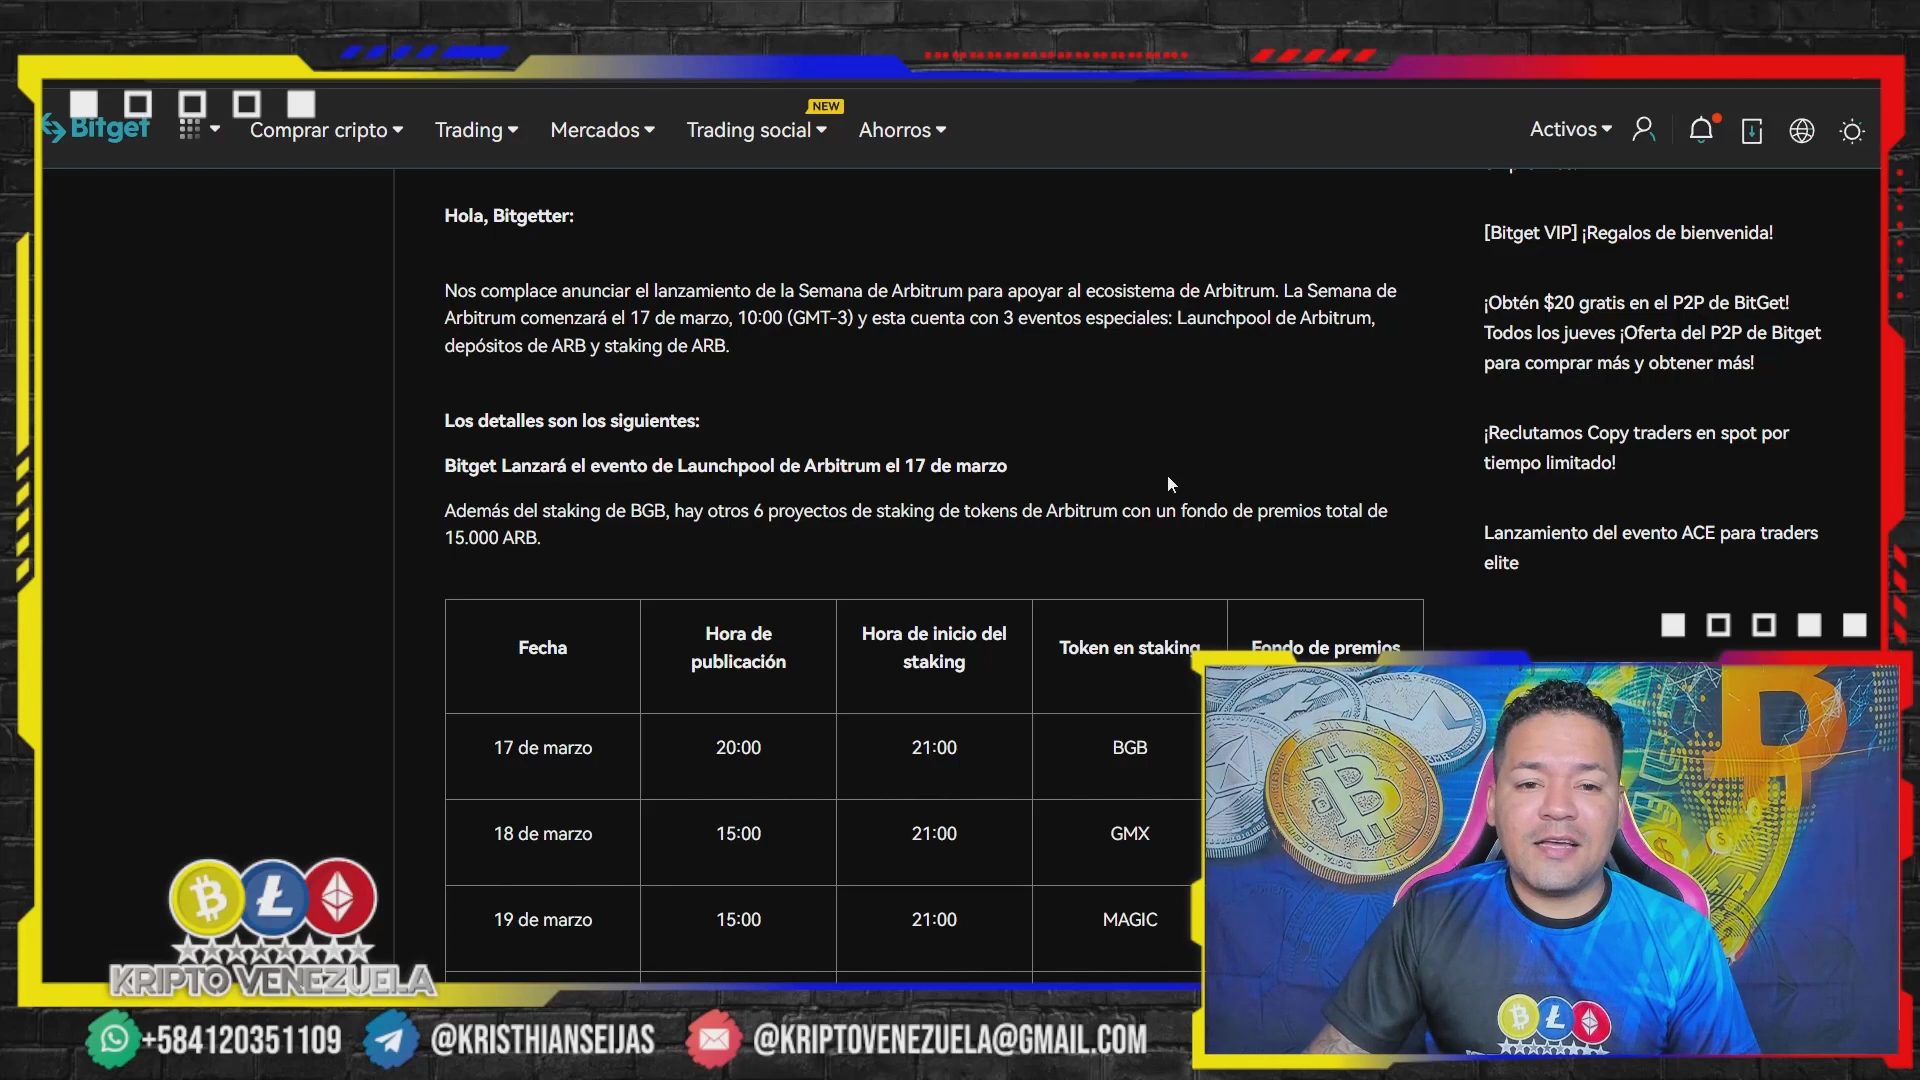 Bitget
Comprar cripto
Trading
Mercados
Trading social
NEW
Ahorros
Activos
Hola, Bitgetter:
Nos complace anunciar el lanzamiento de la Semana de Arbitrum para apoyar al ecosistema de Arbitrum. La Semana de
Arbitrum comenzará el 17 de marzo, 10:00 (GMT-3) y esta cuenta con 3 eventos especiales: Launchpool de Arbitrum,
depósitos de ARB y staking de ARB.
Los detalles son los siguientes:
Bitget Lanzará el evento de Launchpool de Arbitrum el 17 de marzo
Además del staking de BGB, hay otros 6 proyectos de staking de tokens de Arbitrum con un fondo de premios total de
15.000 ARB.
Fecha
Hora de
publicación
Hora de inicio del
staking
Token en staking
Fondo de premios
17 de marzo
20:00
21:00
BGB
18 de marzo
15:00
21:00
GMX
19 de marzo
15:00
21:00
MAGIC
[Bitget VIP] ¡Regalos de bienvenida!
¡Obtén $20 gratis en el P2P de BitGet!
Todos los jueves ¡Oferta del P2P de Bitget
para comprar más y obtener más!
¡Reclutamos Copy traders en spot por
tiempo limitado!
Lanzamiento del evento ACE para traders
elite
KRIPTO VENEZUELA
+584120351109
@KRISTHIANSEIJAS
@KRIPTOVENEZUELA@GMAIL.COM